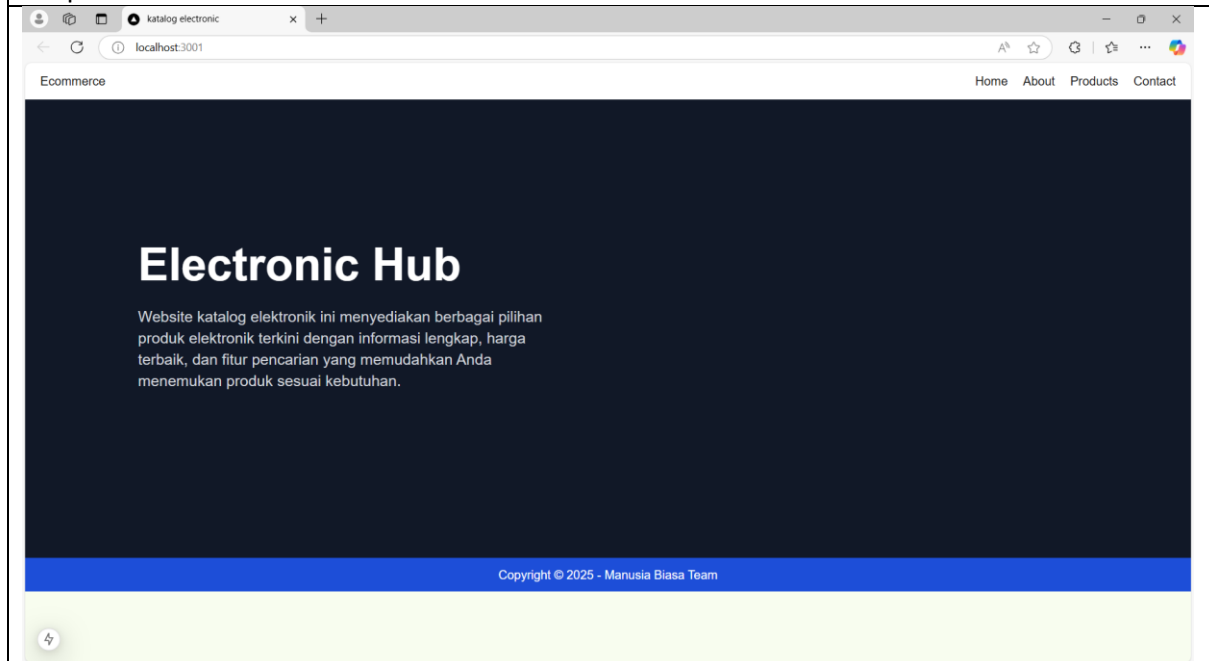 katalog electronic
localhost:3001
Ecommerce
Home About Products Contact
Electronic Hub
Website katalog elektronik ini menyediakan berbagai pilihan
produk elektronik terkini dengan informasi lengkap, harga
terbaik, dan fitur pencarian yang memudahkan Anda
menemukan produk sesuai kebutuhan.
Copyright © 2025 - Manusia Biasa Team